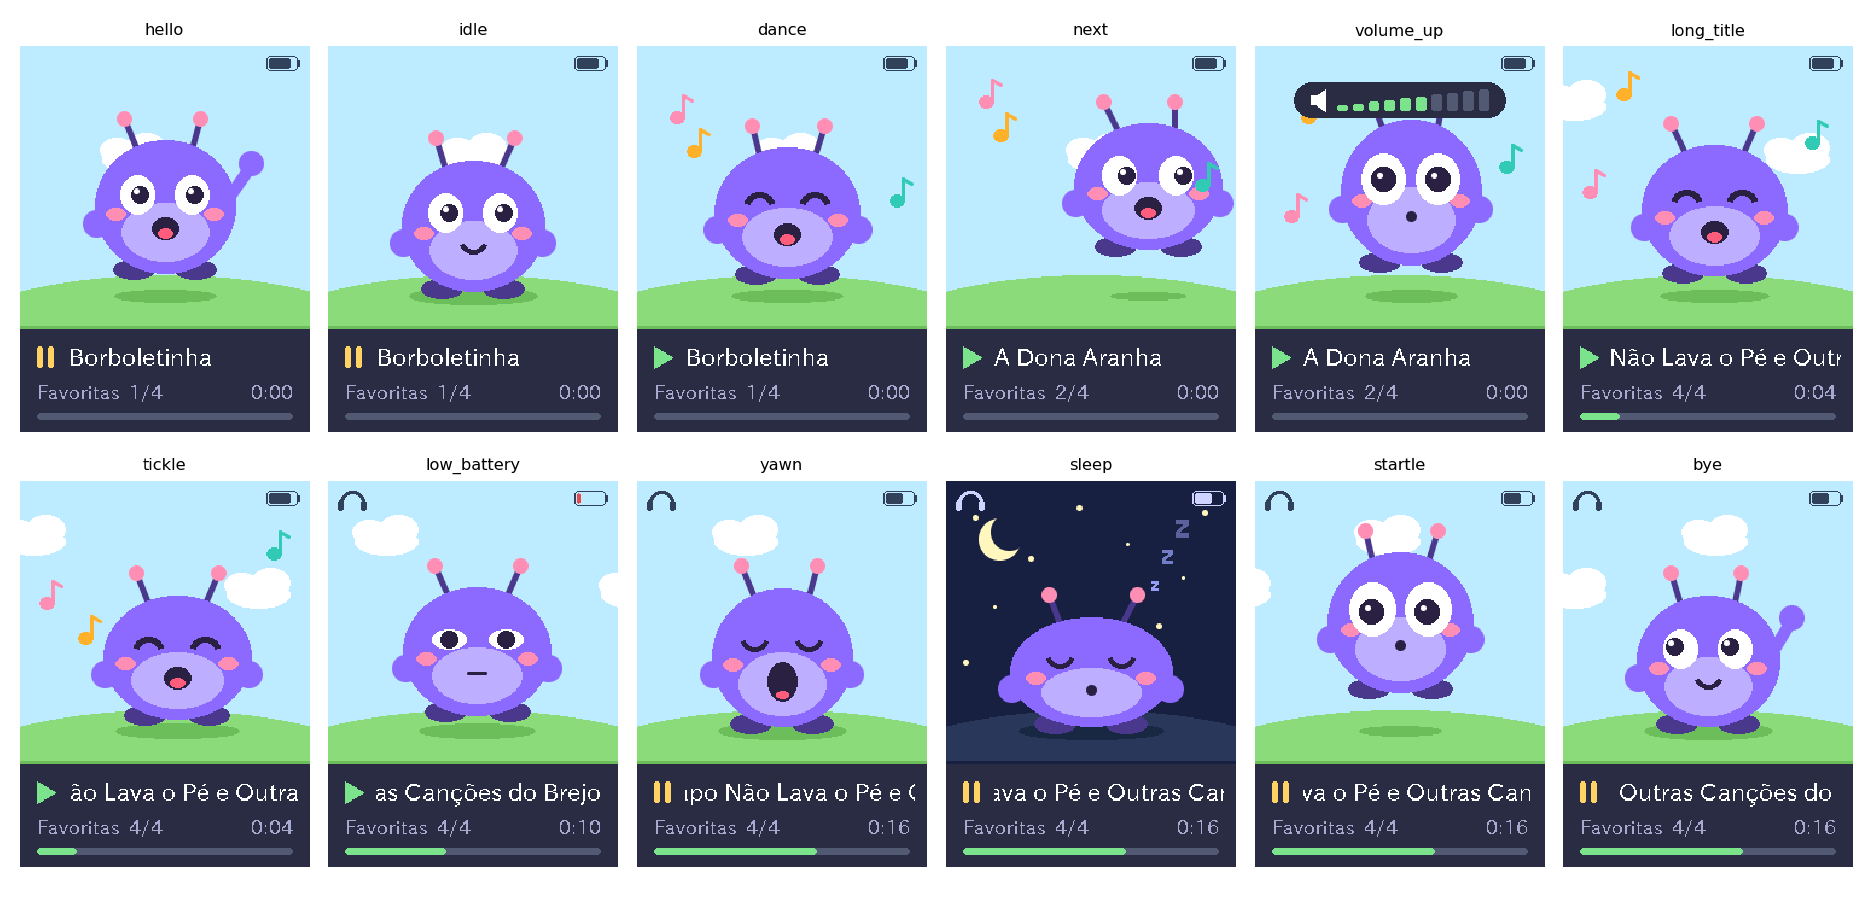 hello
idle
dance
next
volume_up
long_title
Borboletinha
Favoritas 1/4 0:00
Borboletinha
Favoritas 1/4 0:00
Borboletinha
Favoritas 1/4 0:00
A Dona Aranha
Favoritas 2/4 0:00
A Dona Aranha
Favoritas 2/4 0:00
Não Lava o Pé e Outr
Favoritas 4/4 0:04
tickle
low_battery
yawn
sleep
startle
bye
ão Lava o Pé e Outra
Favoritas 4/4 0:04
as Canções do Brejo
Favoritas 4/4 0:10
po Não Lava o Pé e
Favoritas 4/4 0:16
z
z
z
ava o Pé e Outras Can
Favoritas 4/4 0:16
va o Pé e Outras Can
Favoritas 4/4 0:16
Outras Canções do
Favoritas 4/4 0:16